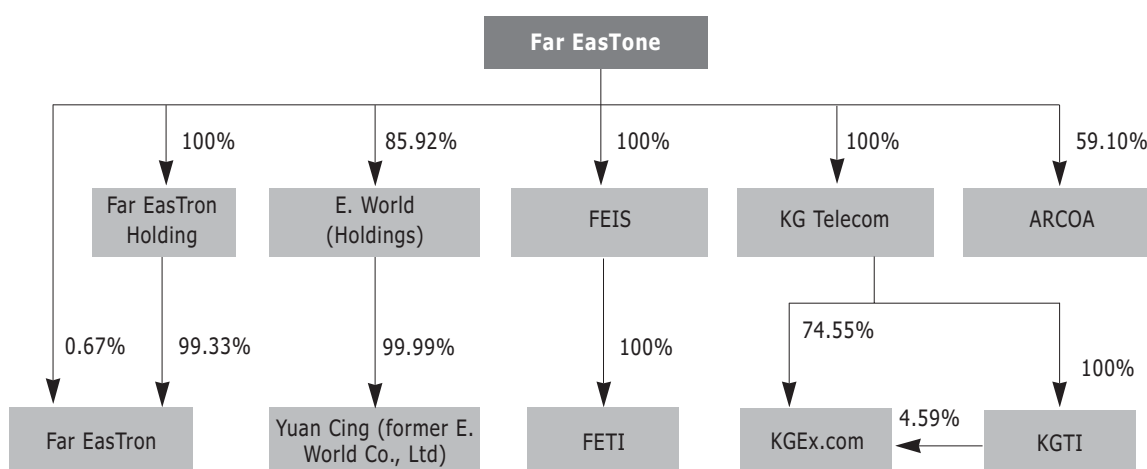 Far EasTone
100%
85.92%
100%
100%
59.10%
Far EasTron
Holding
E. World
(Holdings)
FEIS
KG Telecom
ARCOA
0.67%
99.33%
99.99%
100%
74.55%
100%
Far EasTron
Yuan Cing (former E.
World Co., Ltd)
FETI
KGEx.com
4.59%
KGTI